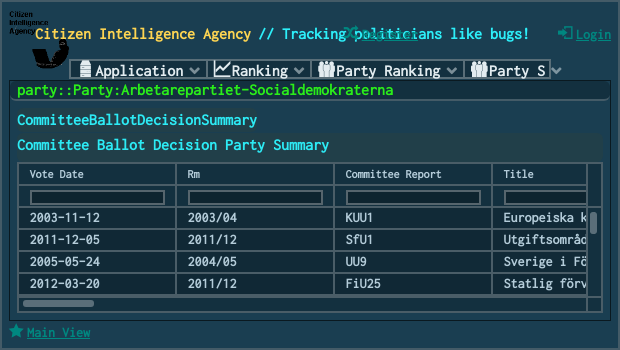 Citizen
Intelligence
Agency
Citizen Intelligence Agency // Tracking politicians like bugs!
Register
Login
Application
Ranking
Party Ranking
Party S
party::Party:Arbetarepartiet-Socialdemokraterna
CommitteeBallotDecisionSummary
Committee Ballot Decision Party Summary
Vote Date Rm Committee Report Title
2003-11-12 2003/04 KUU1 Europeiska k
2011-12-05 2011/12 SfU1 Utgiftsområd
2005-05-24 2004/05 UU9 Sverige i Fö
2012-03-20 2011/12 FiU25 Statlig förv
Main View